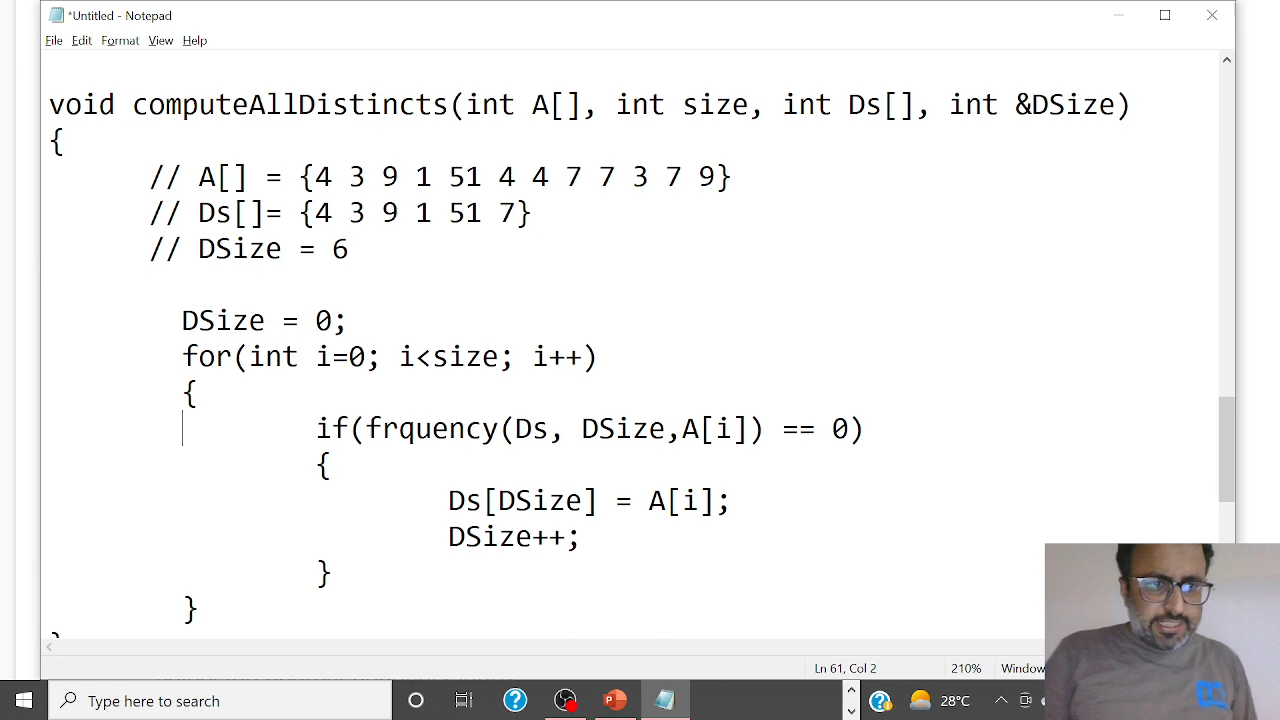 *Untitled - Notepad
File Edit Format View Help
void computeAllDistincts(int A[], int size, int Ds[], int &DSize)
{
// A[] = {4 3 9 1 51 4 4 7 7 3 7 9}
// Ds[]= {4 3 9 1 51 7}
// DSize = 6
DSize = 0;
for(int i=0; i<size; i++)
{
if(frquency(Ds, DSize,A[i]) == 0)
{
Ds[DSize] = A[i];
DSize++;
}
}
}
Ln 61, Col 2 210% Window
Type here to search 28°C